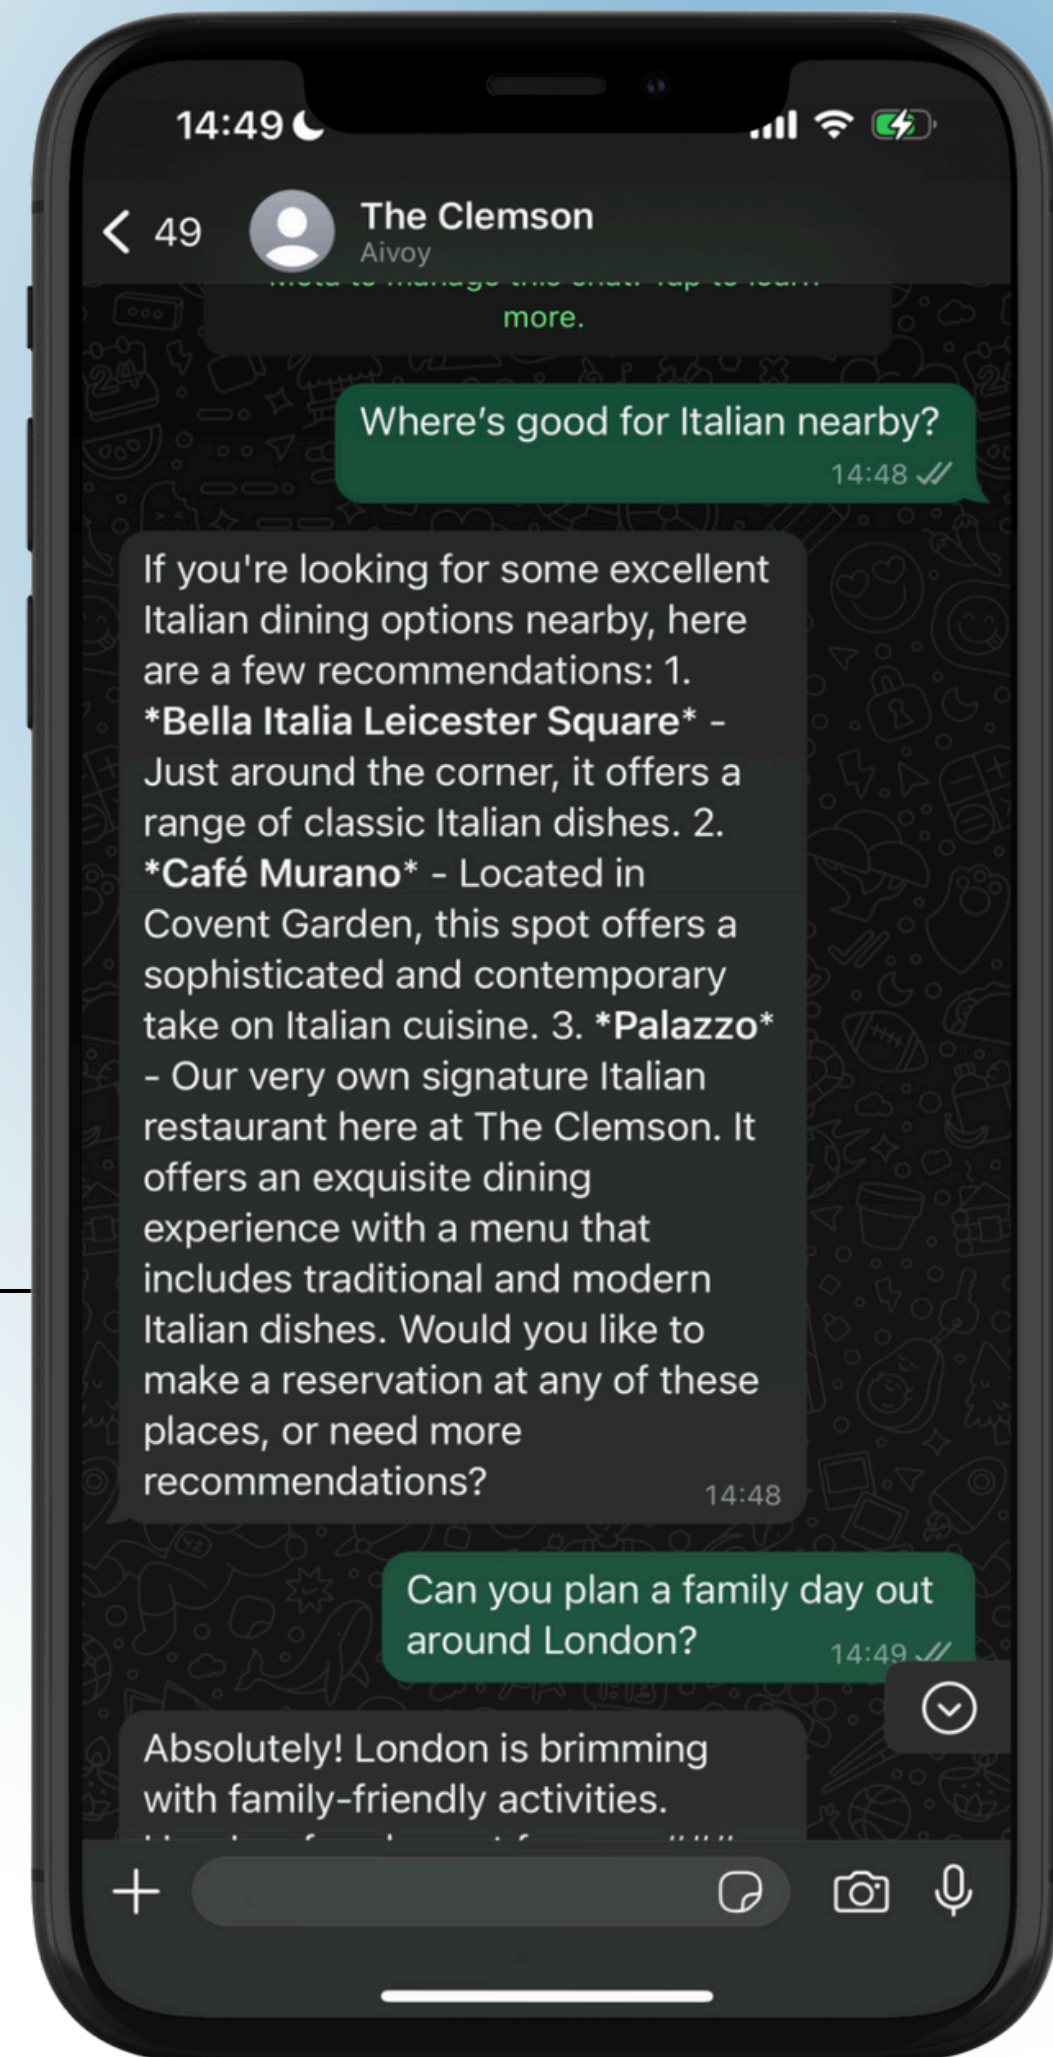 14:49
49
The Clemson
Aivoy
more.
Where's good for Italian nearby?
14:48
If you're looking for some excellent
Italian dining options nearby, here
are a few recommendations: 1.
*Bella Italia Leicester Square* -
Just around the corner, it offers a
range of classic Italian dishes. 2.
*Café Murano* - Located in
Covent Garden, this spot offers a
sophisticated and contemporary
take on Italian cuisine. 3. *Palazzo*
- Our very own signature Italian
restaurant here at The Clemson. It
offers an exquisite dining
experience with a menu that
includes traditional and modern
Italian dishes. Would you like to
make a reservation at any of these
places, or need more
recommendations?
14:48
Can you plan a family day out
around London?
14:49
Absolutely! London is brimming
with family-friendly activities.